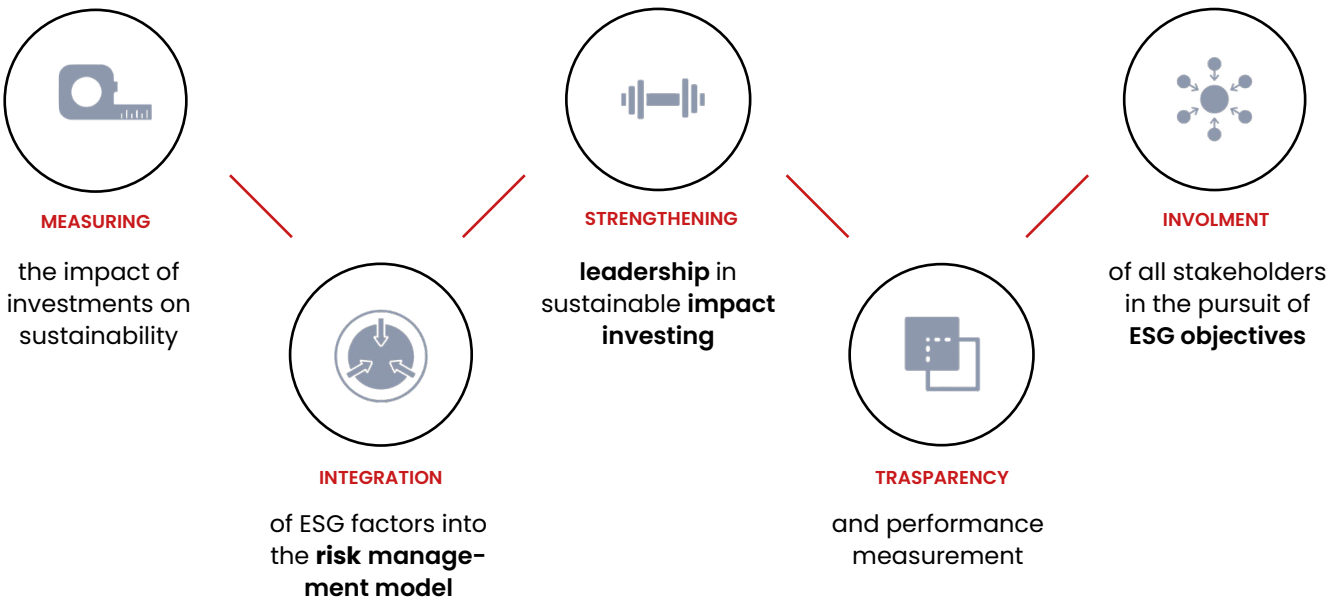 MEASURING
the impact of
investments on
sustainability
INTEGRATION
of ESG factors into
the risk manage-
ment model
STRENGTHENING
leadership in
sustainable impact
investing
TRASPARENCY
and performance
measurement
INVOLMENT
of all stakeholders
in the pursuit of
ESG objectives